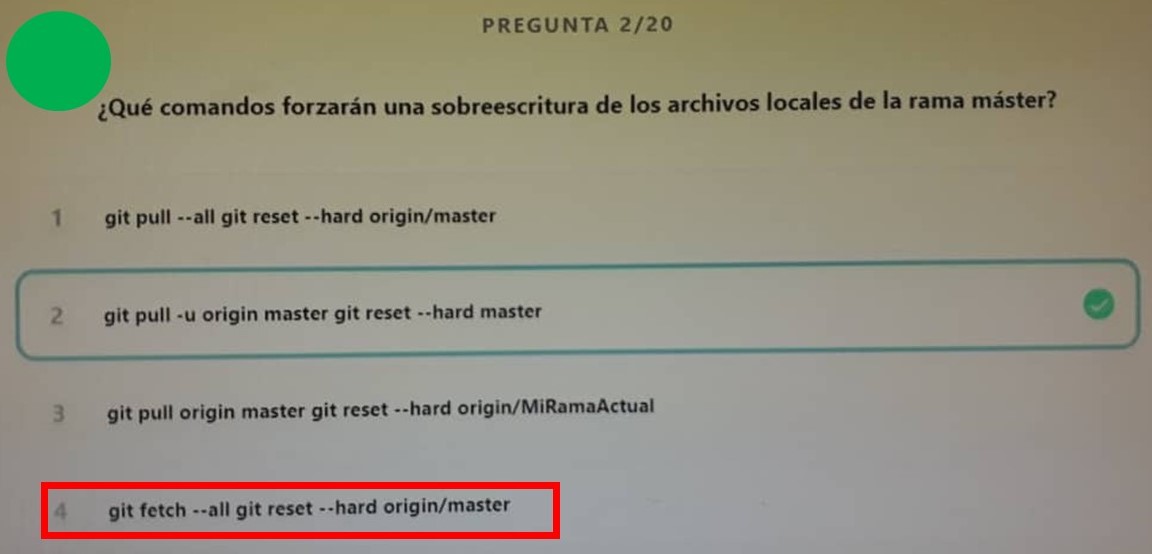 PREGUNTA 2/20
¿Qué comandos forzarán una sobreescritura de los archivos locales de la rama máster?
1 git pull --all git reset --hard origin/master
2 git pull -u origin master git reset --hard master
3 git pull origin master git reset --hard origin/MiRamaActual
4 git fetch --all git reset --hard origin/master